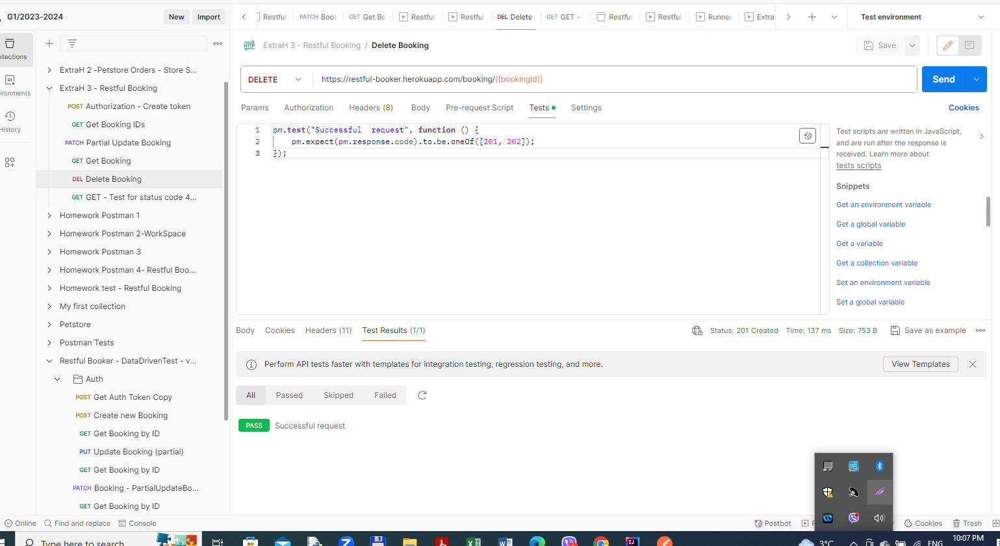 G1/2023-2024
New
Import
Restful
PATCH Book
GET Get Bo
Restful
Restful
DEL Delete
GET GET -
Restful
Restful
Runne
Extra
Test environment
ollections
ExtraH 3 - Restful Booking / Delete Booking
Save
ExtraH 2 -Petstore Orders - Store S...
DELETE
https://restful-booker.herokuapp.com/booking/{{bookingId}}
Send
ExtraH 3 - Restful Booking
ironments
POST Authorization - Create token
Params
Authorization
Headers (8)
Body
Pre-request Script
Tests
Settings
Cookies
GET Get Booking IDs
History
1 pm.test("Successful  request", function () {
2 pm.expect(pm.response.code).to.be.oneOf([201, 202]);
3 });
Test scripts are written in JavaScript,
and are run after the response is
received. Learn more about
tests scripts
PATCH Partial Update Booking
GET Get Booking
DEL Delete Booking
GET GET - Test for status code 4...
Homework Postman 1
Homework Postman 2-WorkSpace
Homework Postman 3
Homework Postman 4- Restful Boo...
Homework test - Restful Booking
My first collection
Petstore
Postman Tests
Restful Booker - DataDrivenTest - v...
Auth
POST Get Auth Token Copy
POST Create new Booking
GET Get Booking by ID
PUT Update Booking (partial)
GET Get Booking by ID
PATCH Booking - PartialUpdateBo...
GET Get Booking by ID
Snippets
Get an environment variable
Get a global variable
Get a variable
Get a collection variable
Set an environment variable
Set a global variable
Body
Cookies
Headers (11)
Test Results (1/1)
Status: 201 Created
Time: 137 ms
Size: 753 B
Save as example
Perform API tests faster with templates for integration testing, regression testing, and more.
View Templates
All
Passed
Skipped
Failed
PASS Successful request
Online
Find and replace
Console
Postbot
Cookies
Trash
Type here to search
3°C
ENG
10:07 PM